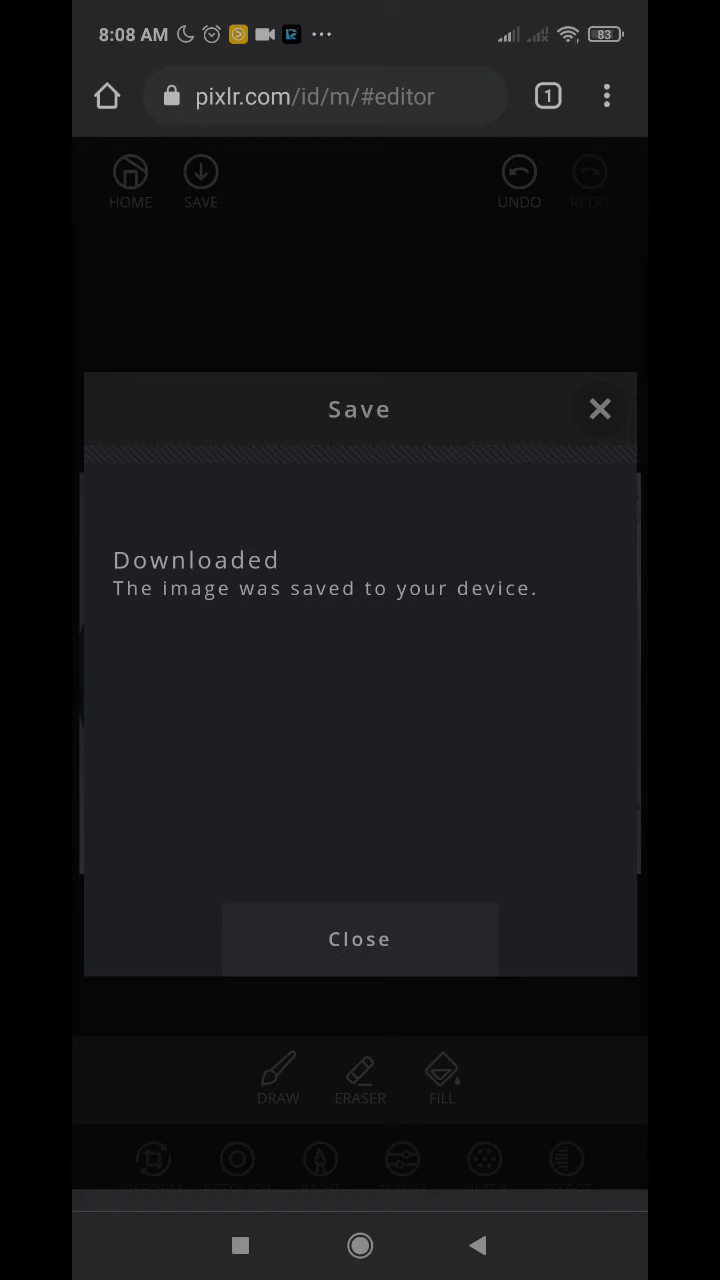 8:08 AM
83
pixlr.com/id/m/#editor
1
HOME
SAVE
UNDO
REDO
Save
Downloaded
The image was saved to your device.
Close
DRAW
ERASER
FILL